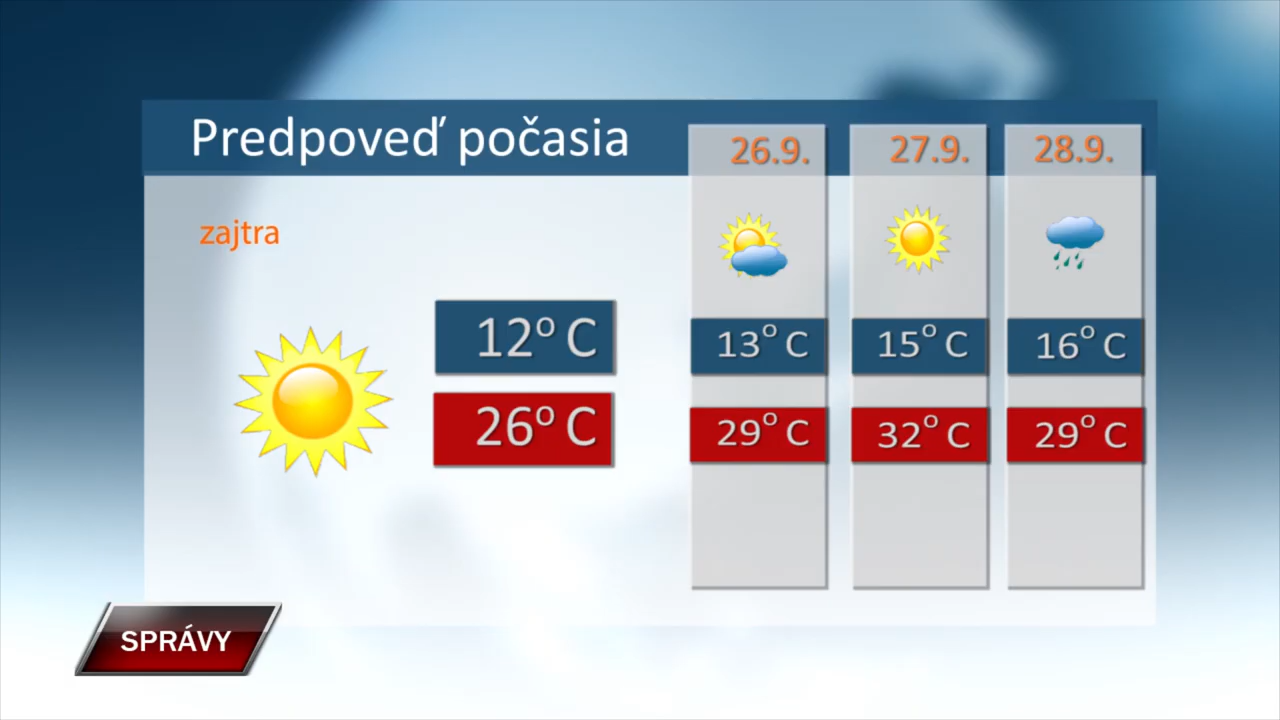 Predpoveď počasia
zajtra
12° C
26° C
26.9.
13° C
29° C
27.9.
15° C
32° C
28.9.
16° C
29° C
SPRÁVY